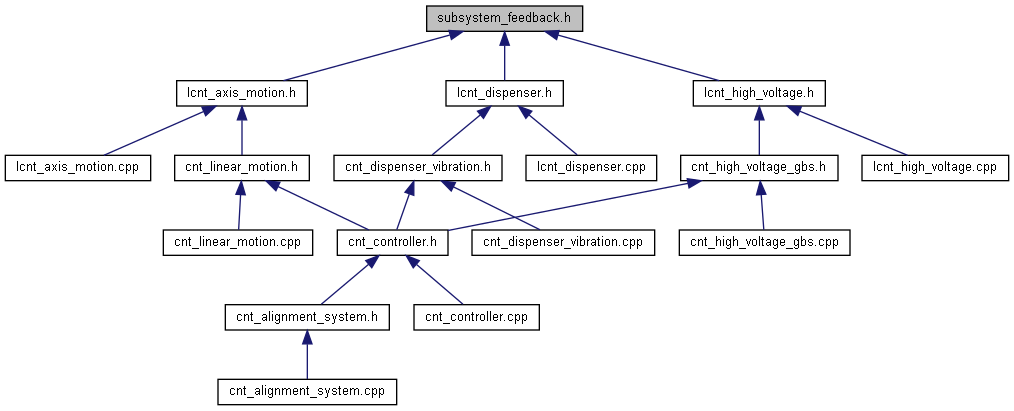 subsystem_feedback.h
lcnt_axis_motion.h
lcnt_dispenser.h
lcnt_high_voltage.h
lcnt_axis_motion.cpp
cnt_linear_motion.h
cnt_dispenser_vibration.h
lcnt_dispenser.cpp
cnt_high_voltage_gbs.h
lcnt_high_voltage.cpp
cnt_linear_motion.cpp
cnt_controller.h
cnt_dispenser_vibration.cpp
cnt_high_voltage_gbs.cpp
cnt_alignment_system.h
cnt_controller.cpp
cnt_alignment_system.cpp